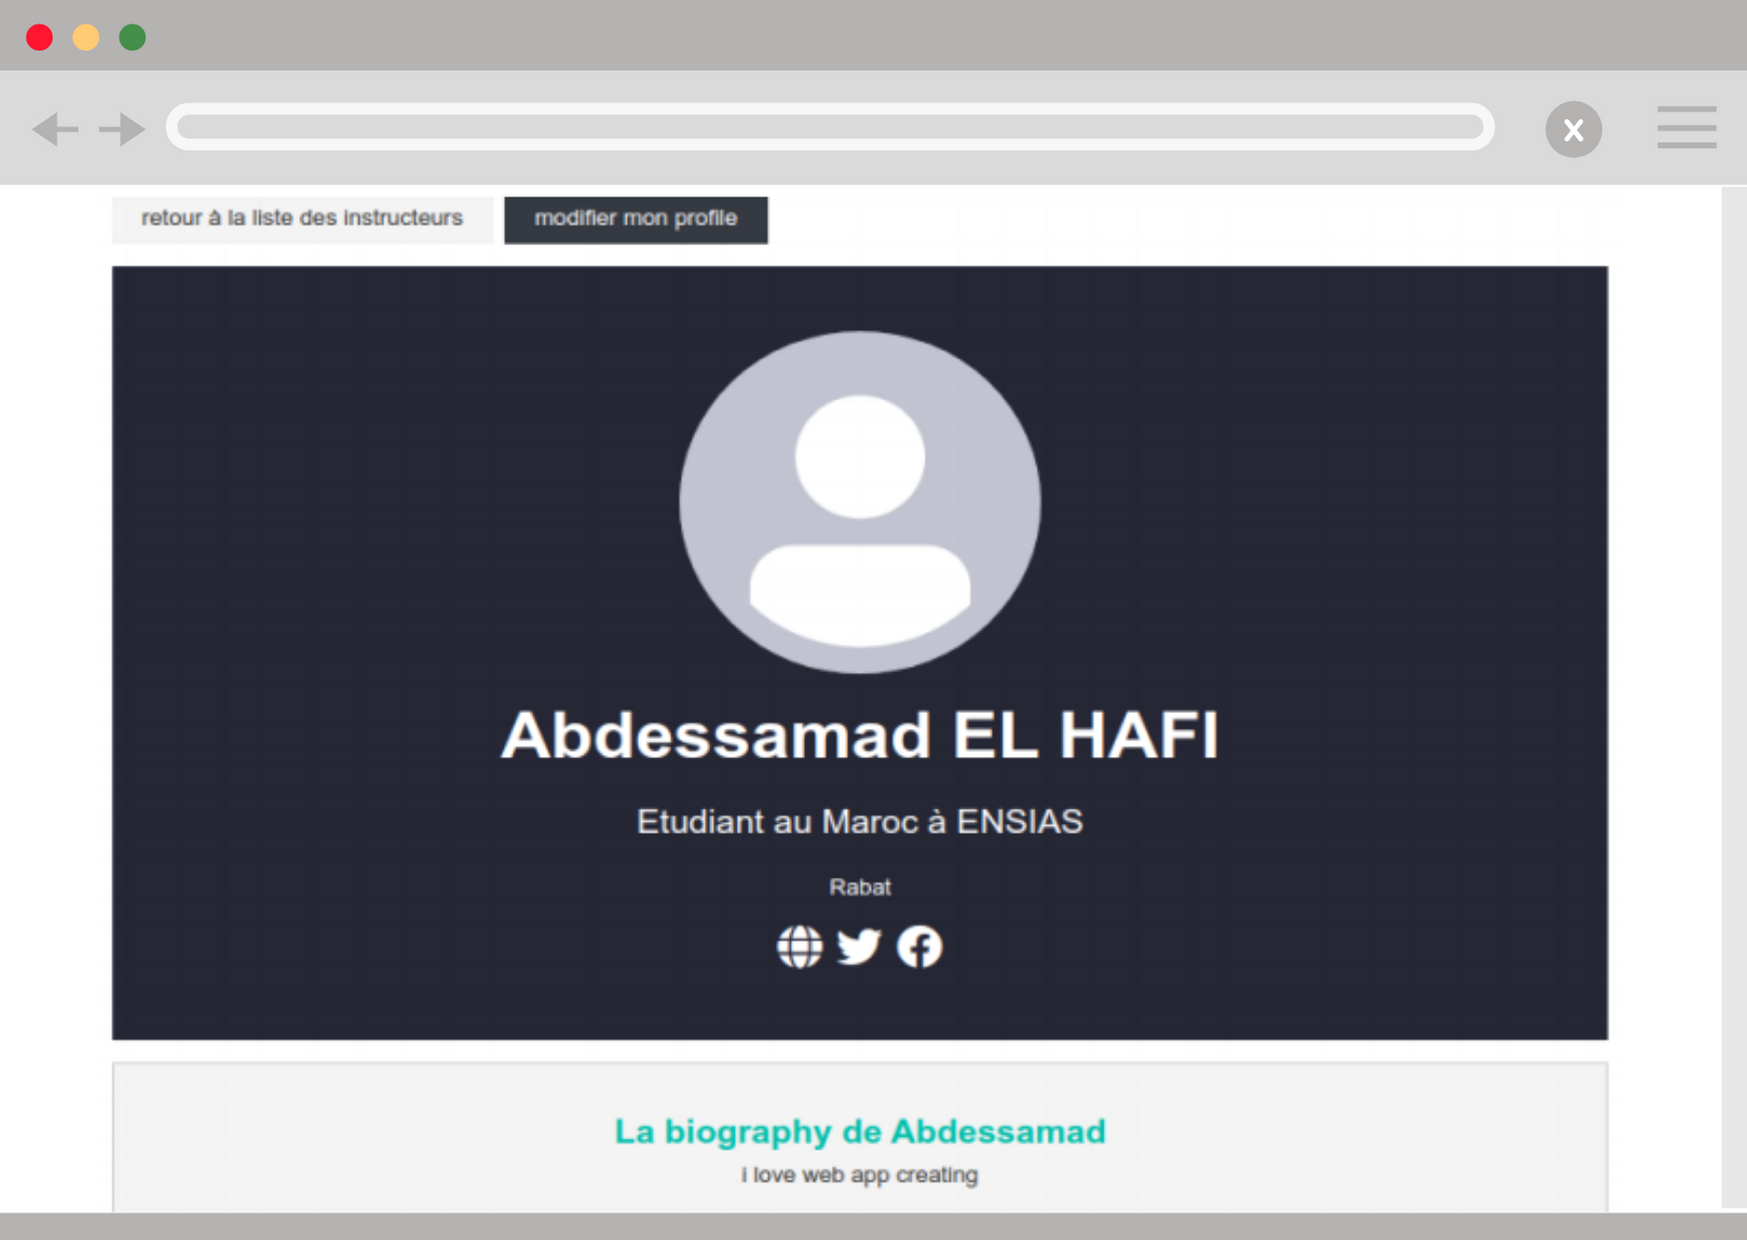 retour à la liste des instructeurs
modifier mon profile
Abdessamad EL HAFI
Etudiant au Maroc à ENSIAS
Rabat
La biography de Abdessamad
i love web app creating